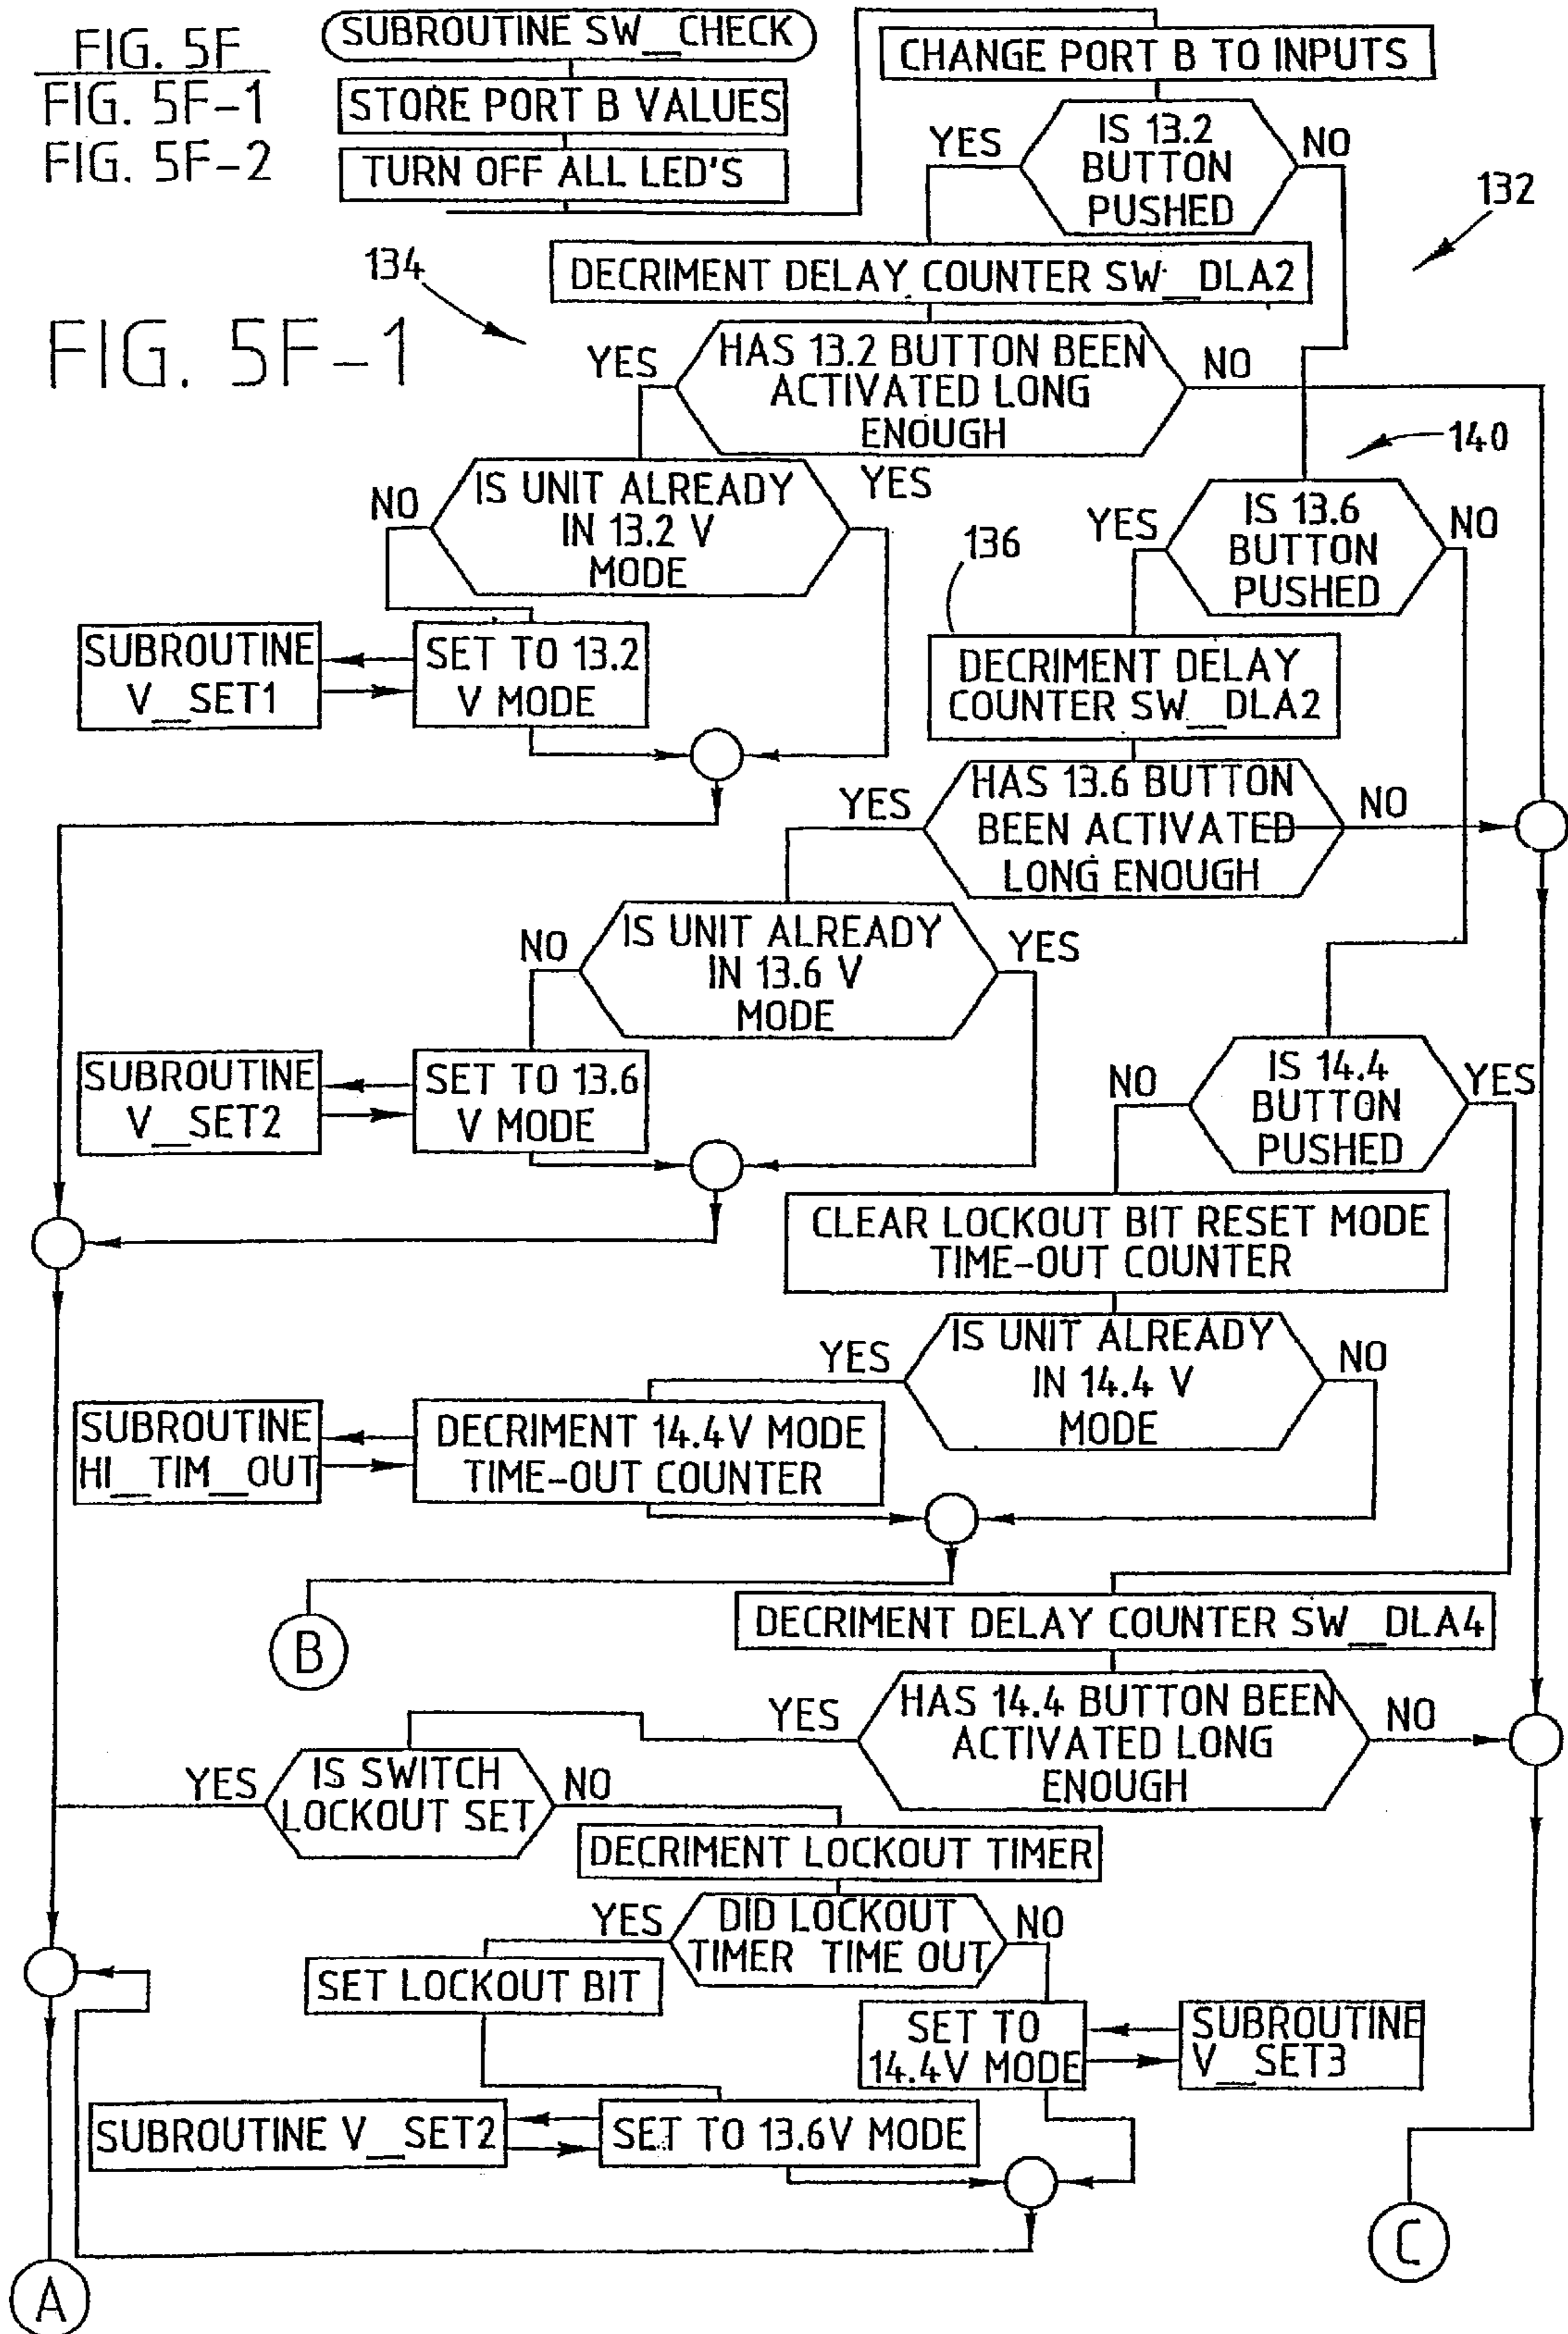 FIG. 5F
FIG. 5F-1
FIG. 5F-2
SUBROUTINE SW__CHECK
STORE PORT B VALUES
TURN OFF ALL LED'S
CHANGE PORT B TO INPUTS
YES
IS 13.2
BUTTON
PUSHED
NO
132
134
DECRIMENT DELAY COUNTER SW__DLA2
FIG. 5F-1
YES
HAS 13.2 BUTTON BEEN
ACTIVATED LONG
ENOUGH
NO
140
NO
IS UNIT ALREADY
IN 13.2 V
MODE
YES
YES
IS 13.6
BUTTON
PUSHED
NO
136
SUBROUTINE
V__SET1
SET TO 13.2
V MODE
DECRIMENT DELAY
COUNTER SW__DLA2
YES
HAS 13.6 BUTTON
BEEN ACTIVATED
LONG ENOUGH
NO
NO
IS UNIT ALREADY
IN 13.6 V
MODE
YES
SUBROUTINE
V__SET2
SET TO 13.6
V MODE
NO
IS 14.4
BUTTON
PUSHED
YES
CLEAR LOCKOUT BIT RESET MODE
TIME-OUT COUNTER
YES
IS UNIT ALREADY
IN 14.4 V
MODE
NO
SUBROUTINE
HI__TIM__OUT
DECRIMENT 14.4V MODE
TIME-OUT COUNTER
B
DECRIMENT DELAY COUNTER SW__DLA4
YES
HAS 14.4 BUTTON BEEN
ACTIVATED LONG
ENOUGH
NO
YES
IS SWITCH
LOCKOUT SET
NO
DECRIMENT LOCKOUT TIMER
YES
DID LOCKOUT
TIMER TIME OUT
NO
SET LOCKOUT BIT
SET TO
14.4V MODE
SUBROUTINE
V__SET3
SUBROUTINE V__SET2
SET TO 13.6V MODE
A
C